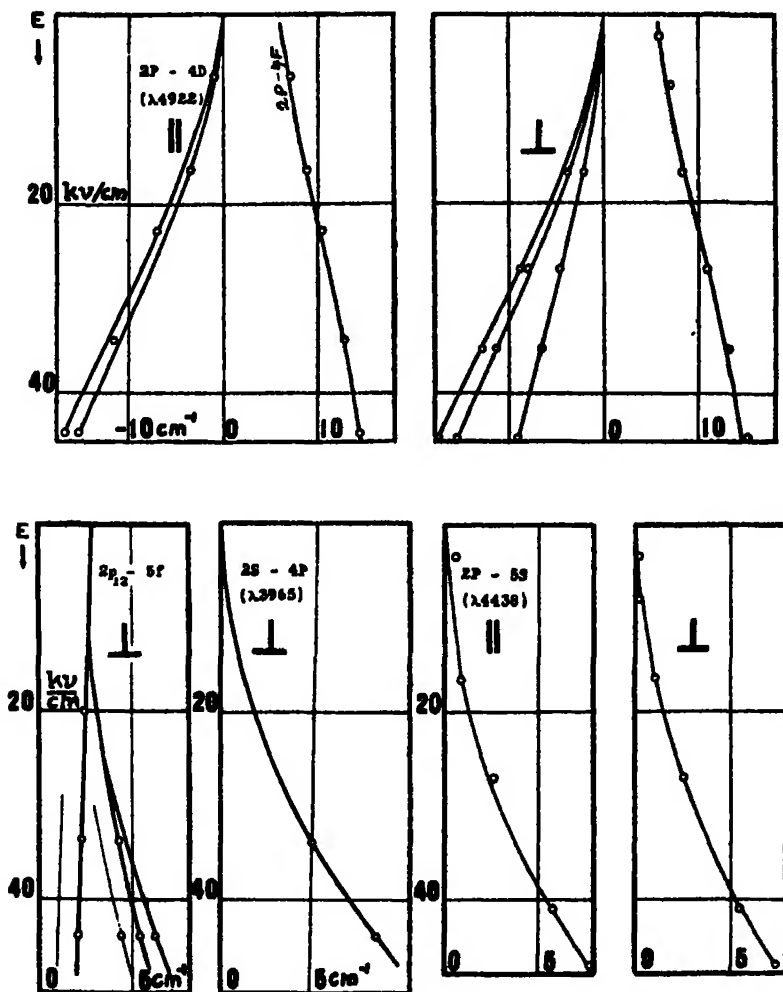 E
↓
2P - 4D
(λ4922)
||
2P-4F
⊥
20 kv/cm
40
-10cm⁻¹ 0 10
-10 0 10
E
↓
2p₁₂- 5f
⊥
2S - 4P
(λ3965)
⊥
2P - 5S
(λ4438)
||
⊥
20 kv/cm
20
20
40
40
40
0 5cm⁻¹
0 5cm⁻¹
0 5
0 5